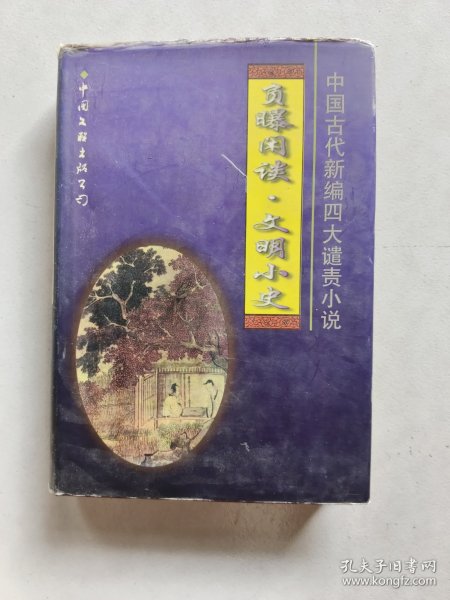 中国古代新编四大谴责小说
负曝闲谈·文明小史
中国文联出版公司
孔夫子旧书网
www.kongfz.com